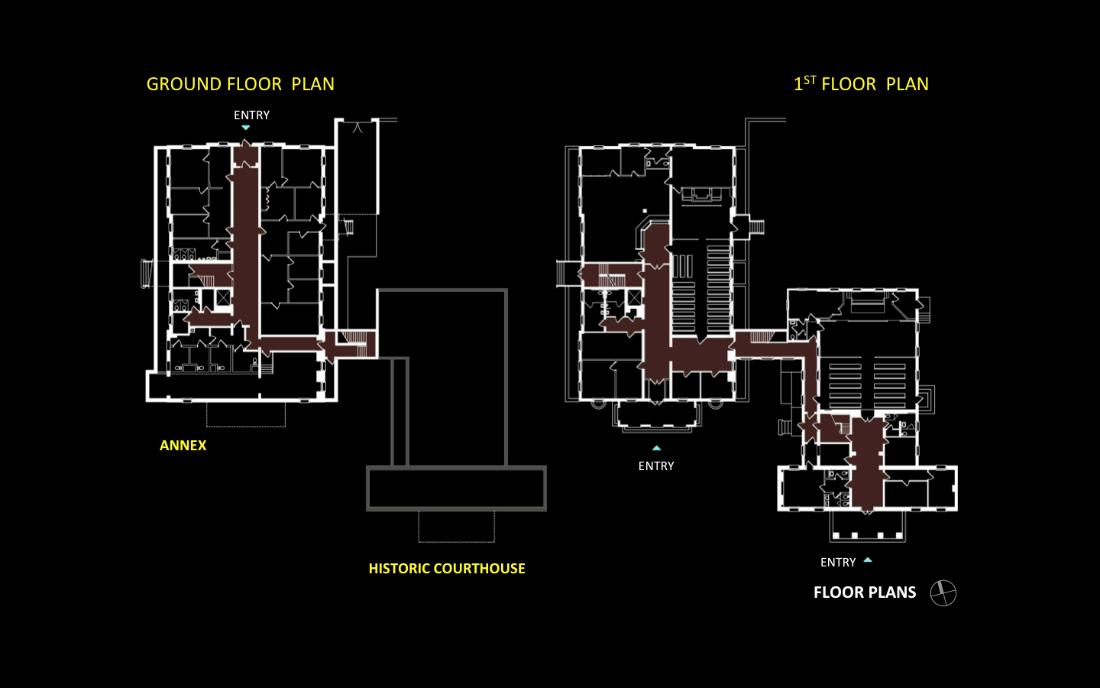 GROUND FLOOR PLAN
1ST FLOOR PLAN
ENTRY
ANNEX
ENTRY
ENTRY
HISTORIC COURTHOUSE
FLOOR PLANS